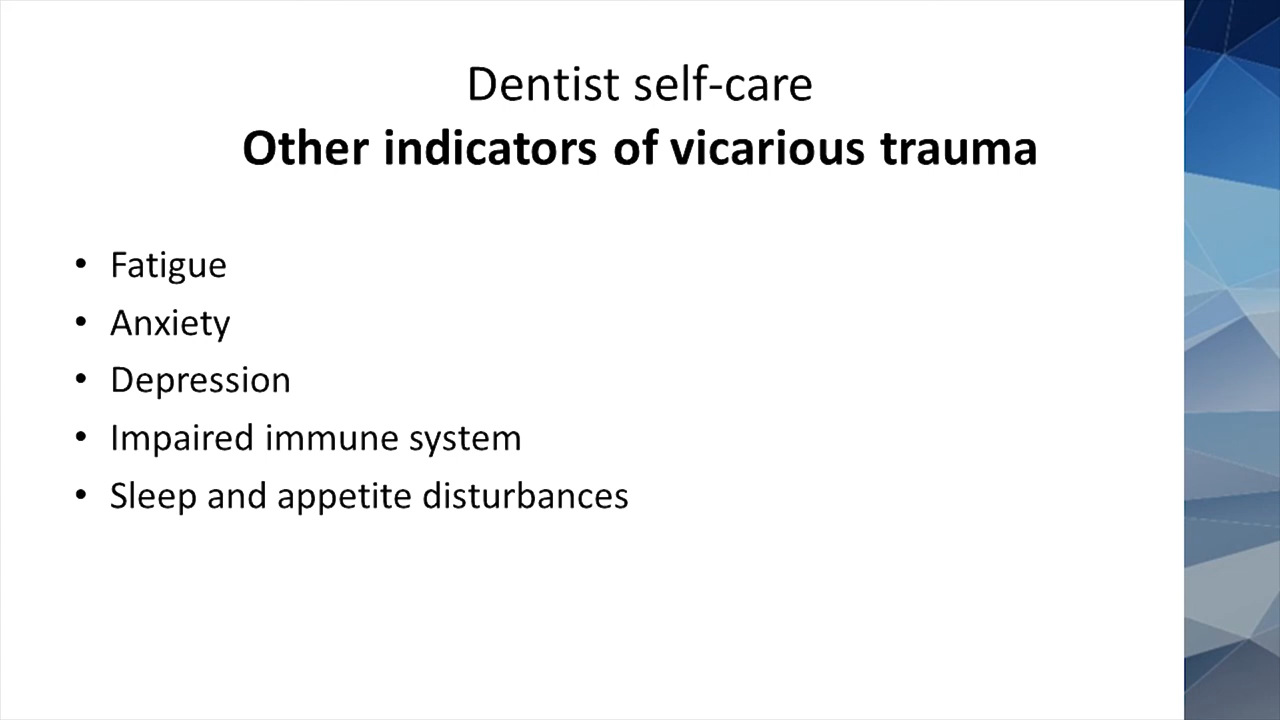 Dentist self-care
Other indicators of vicarious trauma
• Fatigue
• Anxiety
• Depression
• Impaired immune system
• Sleep and appetite disturbances